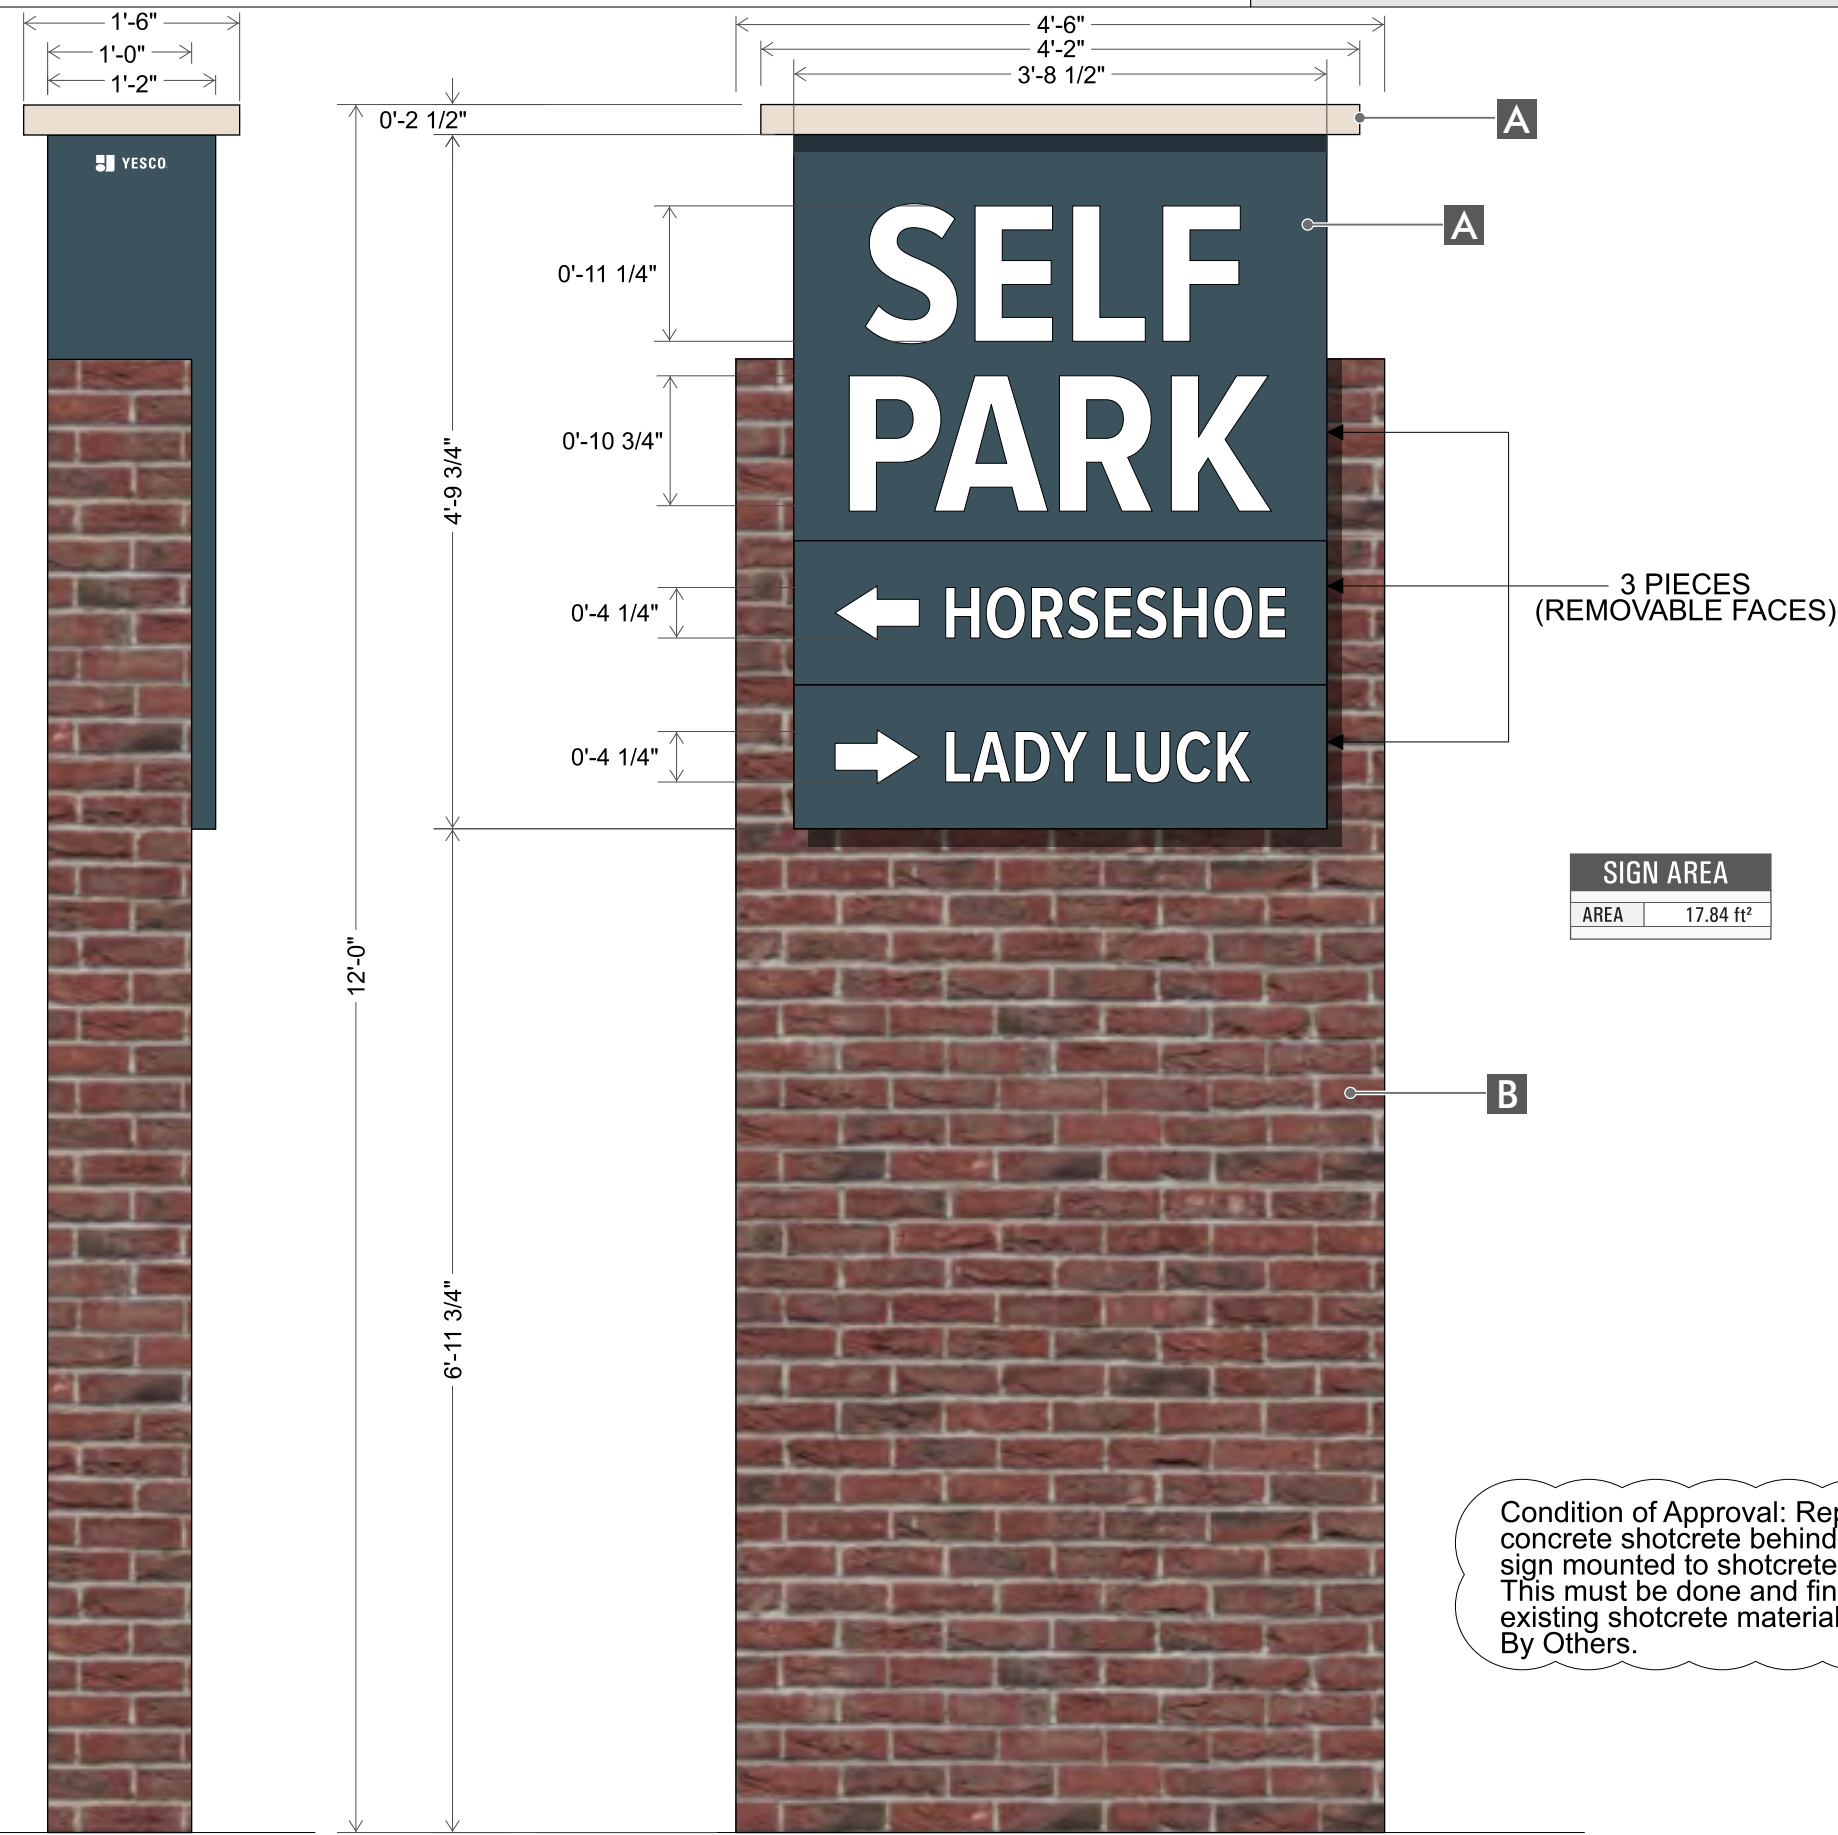 1'-6"
1'-0"
1'-2"
4'-6"
4'-2"
3'-8 1/2"
0'-2 1/2"
A
YESCO
SELF
A
0'-11 1/4"
PARK
0'-10 3/4"
4'-9 3/4"
3 PIECES
(REMOVABLE FACES)
0'-4 1/4"
HORSESHOE
0'-4 1/4"
LADY LUCK
SIGN AREA
AREA 17.84 ft²
12'-0"
B
6'-11 3/4"
Condition of Approval: Rep
concrete shotcrete behind
sign mounted to shotcrete
This must be done and fin
existing shotcrete material
By Others.